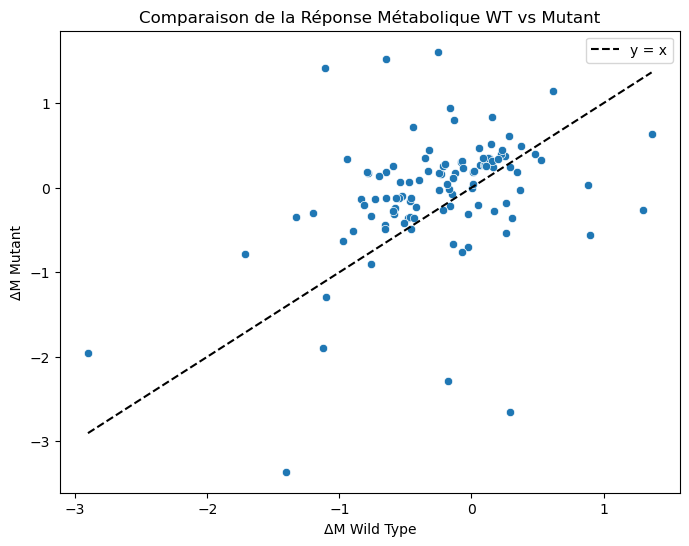 Comparaison de la Réponse Métabolique WT vs Mutant
y = x
ΔM Mutant
1
0
−1
−2
−3
−3
−2
−1
0
1
ΔM Wild Type